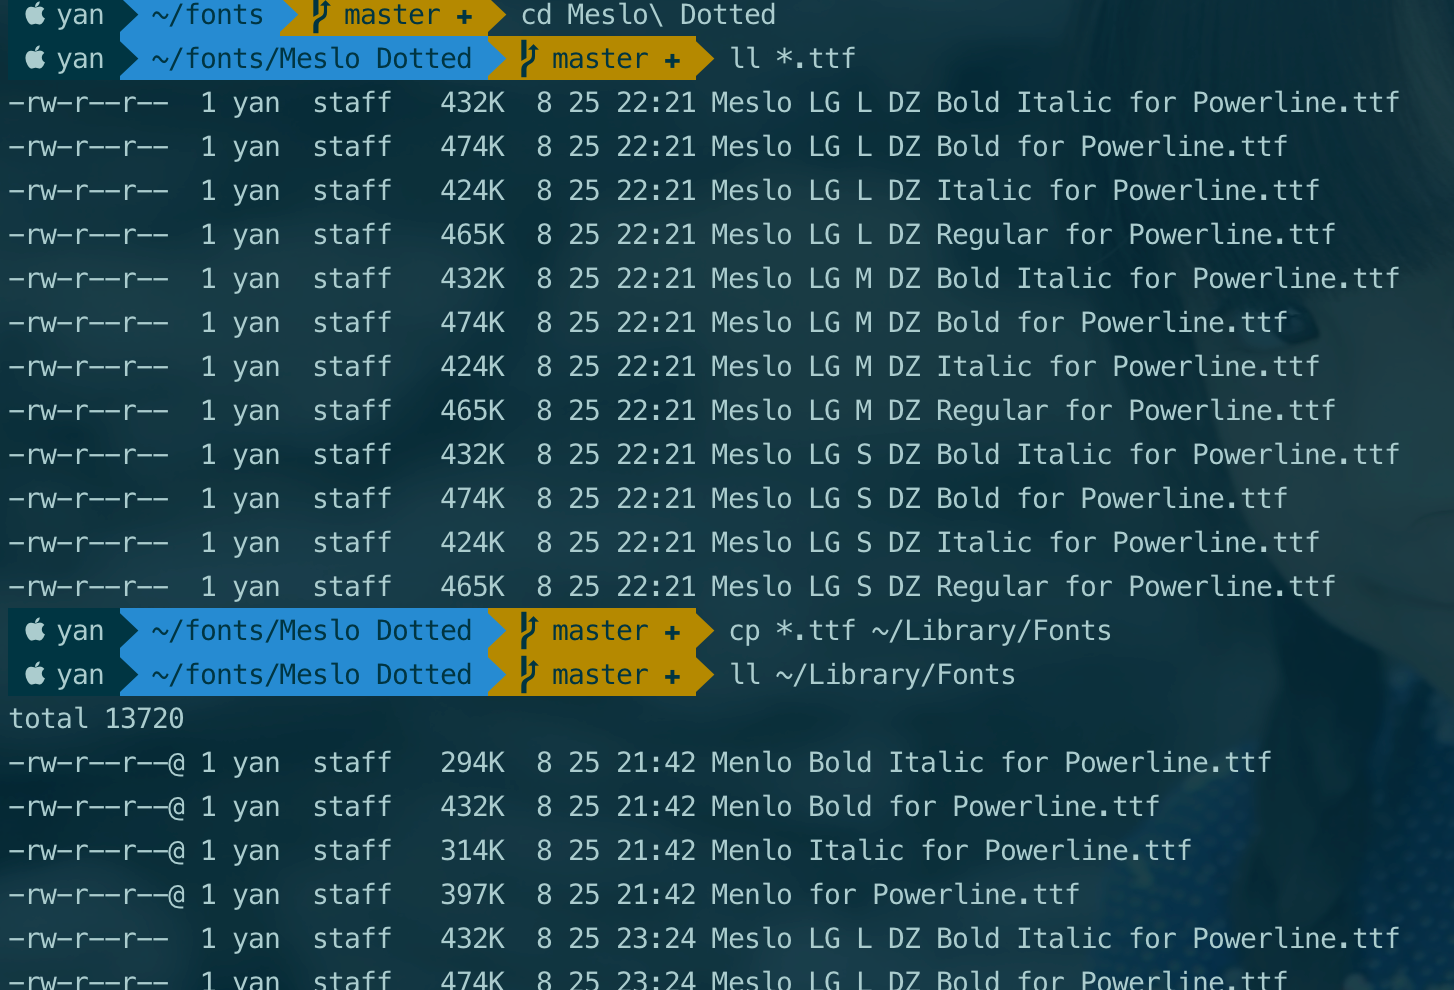 yan ~/fonts master + cd Meslo\ Dotted
yan ~/fonts/Meslo Dotted master + ll *.ttf
-rw-r--r-- 1 yan staff 432K 8 25 22:21 Meslo LG L DZ Bold Italic for Powerline.ttf
-rw-r--r-- 1 yan staff 474K 8 25 22:21 Meslo LG L DZ Bold for Powerline.ttf
-rw-r--r-- 1 yan staff 424K 8 25 22:21 Meslo LG L DZ Italic for Powerline.ttf
-rw-r--r-- 1 yan staff 465K 8 25 22:21 Meslo LG L DZ Regular for Powerline.ttf
-rw-r--r-- 1 yan staff 432K 8 25 22:21 Meslo LG M DZ Bold Italic for Powerline.ttf
-rw-r--r-- 1 yan staff 474K 8 25 22:21 Meslo LG M DZ Bold for Powerline.ttf
-rw-r--r-- 1 yan staff 424K 8 25 22:21 Meslo LG M DZ Italic for Powerline.ttf
-rw-r--r-- 1 yan staff 465K 8 25 22:21 Meslo LG M DZ Regular for Powerline.ttf
-rw-r--r-- 1 yan staff 432K 8 25 22:21 Meslo LG S DZ Bold Italic for Powerline.ttf
-rw-r--r-- 1 yan staff 474K 8 25 22:21 Meslo LG S DZ Bold for Powerline.ttf
-rw-r--r-- 1 yan staff 424K 8 25 22:21 Meslo LG S DZ Italic for Powerline.ttf
-rw-r--r-- 1 yan staff 465K 8 25 22:21 Meslo LG S DZ Regular for Powerline.ttf
yan ~/fonts/Meslo Dotted master + cp *.ttf ~/Library/Fonts
yan ~/fonts/Meslo Dotted master + ll ~/Library/Fonts
total 13720
-rw-r--r--@ 1 yan staff 294K 8 25 21:42 Menlo Bold Italic for Powerline.ttf
-rw-r--r--@ 1 yan staff 432K 8 25 21:42 Menlo Bold for Powerline.ttf
-rw-r--r--@ 1 yan staff 314K 8 25 21:42 Menlo Italic for Powerline.ttf
-rw-r--r--@ 1 yan staff 397K 8 25 21:42 Menlo for Powerline.ttf
-rw-r--r-- 1 yan staff 432K 8 25 23:24 Meslo LG L DZ Bold Italic for Powerline.ttf
-rw-r--r-- 1 yan staff 474K 8 25 23:24 Meslo LG L DZ Bold for Powerline.ttf